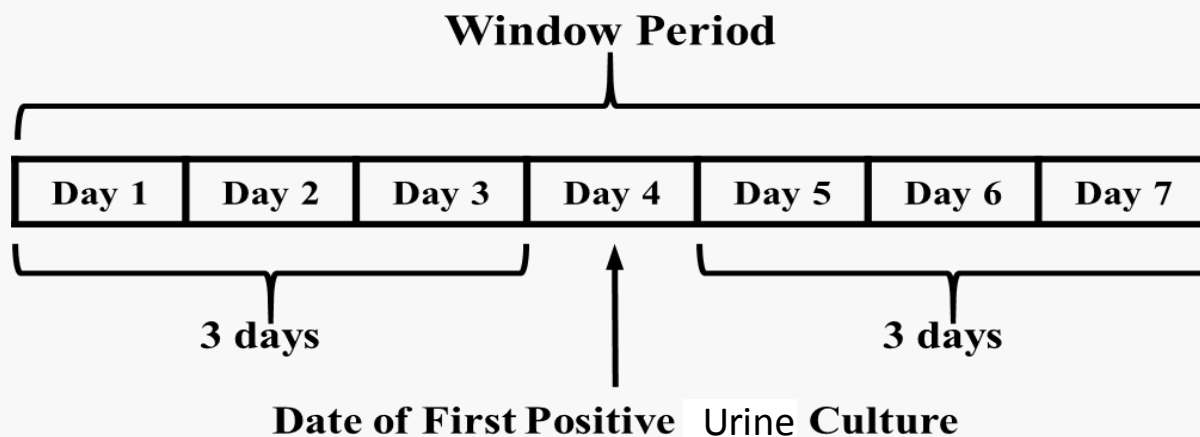 Window Period
Day 1 Day 2 Day 3 Day 4 Day 5 Day 6 Day 7
3 days 3 days
Date of First Positive Urine Culture